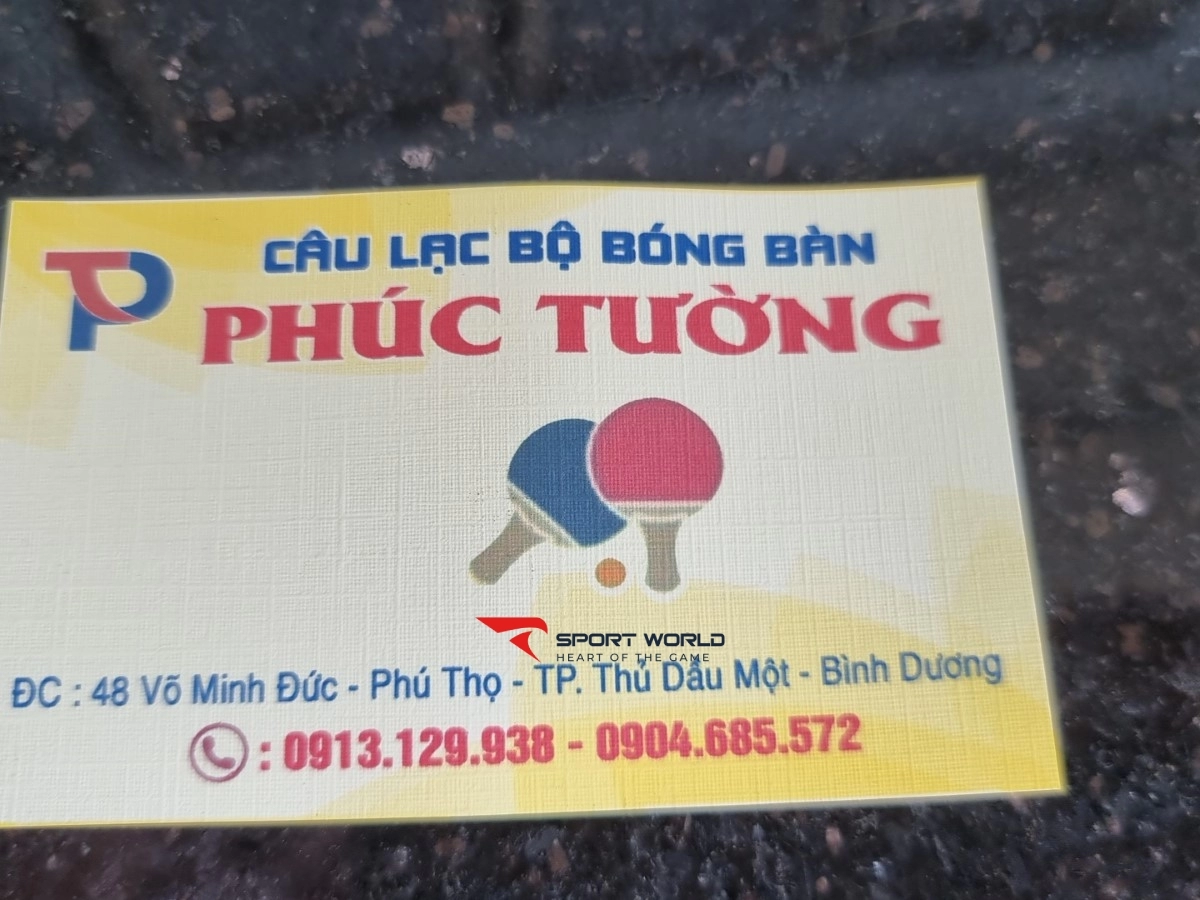 TP
CÂU LẠC BỘ BÓNG BÀN
PHÚC TƯỜNG
SPORT WORLD
HEART OF THE GAME
ĐC : 48 Võ Minh Đức - Phú Thọ - TP. Thủ Dầu Một - Bình Dương
: 0913.129.938 - 0904.685.572